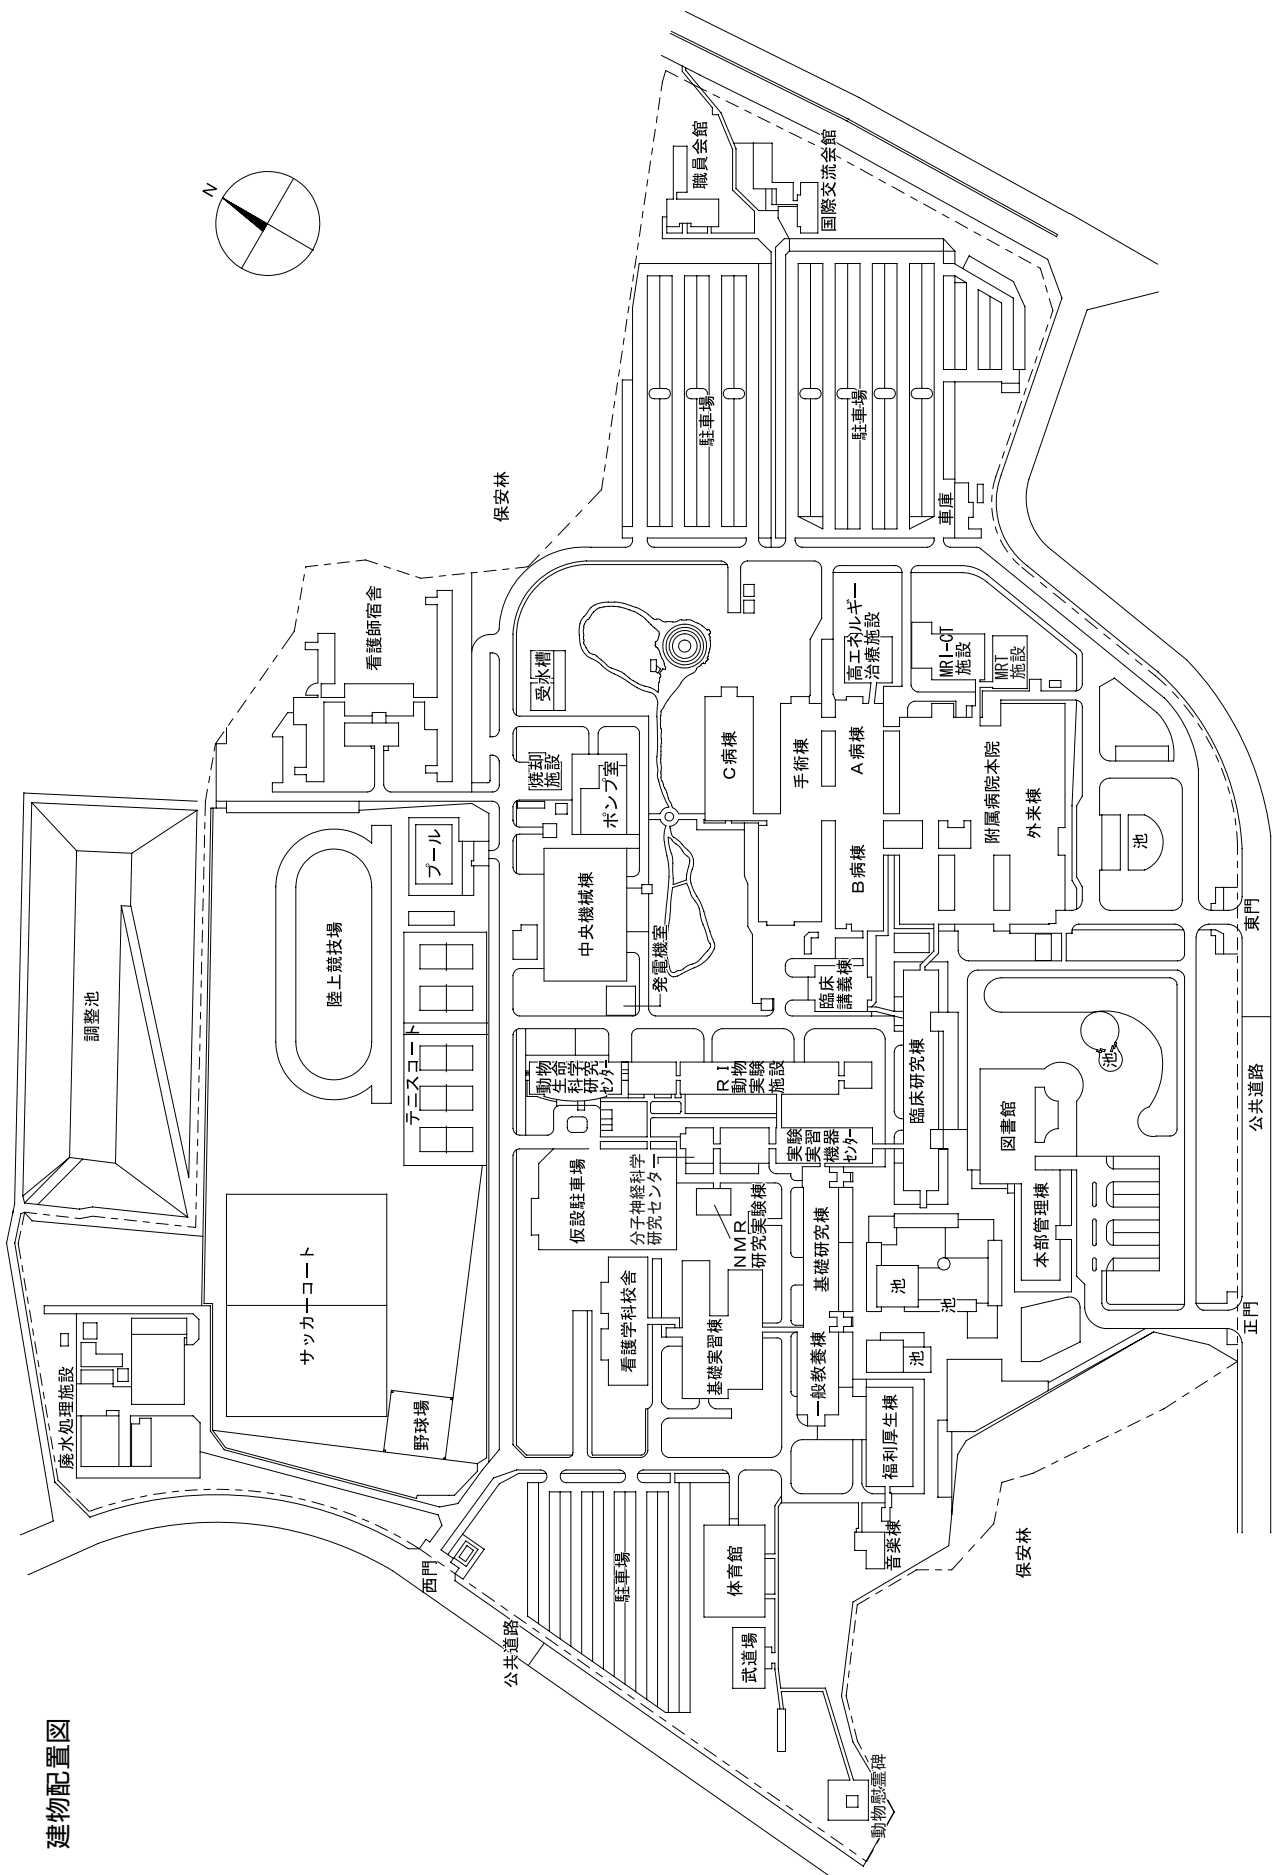 建物配置図
N
調整池
廃水処理施設
陸上競技場
サッカーコート
野球場
テニスコート
プール
看護師宿舎
保安林
西門
公共道路
駐車場
焼却
施設
受水槽
ポンプ室
中央機械棟
発電機室
動物
生命
科学
研究
センター
仮設駐車場
分子神経科学
研究センター
看護学科校舎
基礎実習棟
NMR
研究実験棟
RI
動物
実験
施設
実験
実習
機器
センター
体育館
武道場
動物慰霊碑
職員会館
国際交流会館
駐車場
駐車場
車庫
C病棟
手術棟
A病棟
B病棟
高エネルギー
治療施設
MRI-CT
施設
MRT
施設
附属病院本院
外来棟
臨床
講義棟
臨床研究棟
基礎研究棟
一般教養棟
福利厚生棟
音楽棟
池
池
池
図書館
本部管理棟
池
池
保安林
正門
東門
公共道路